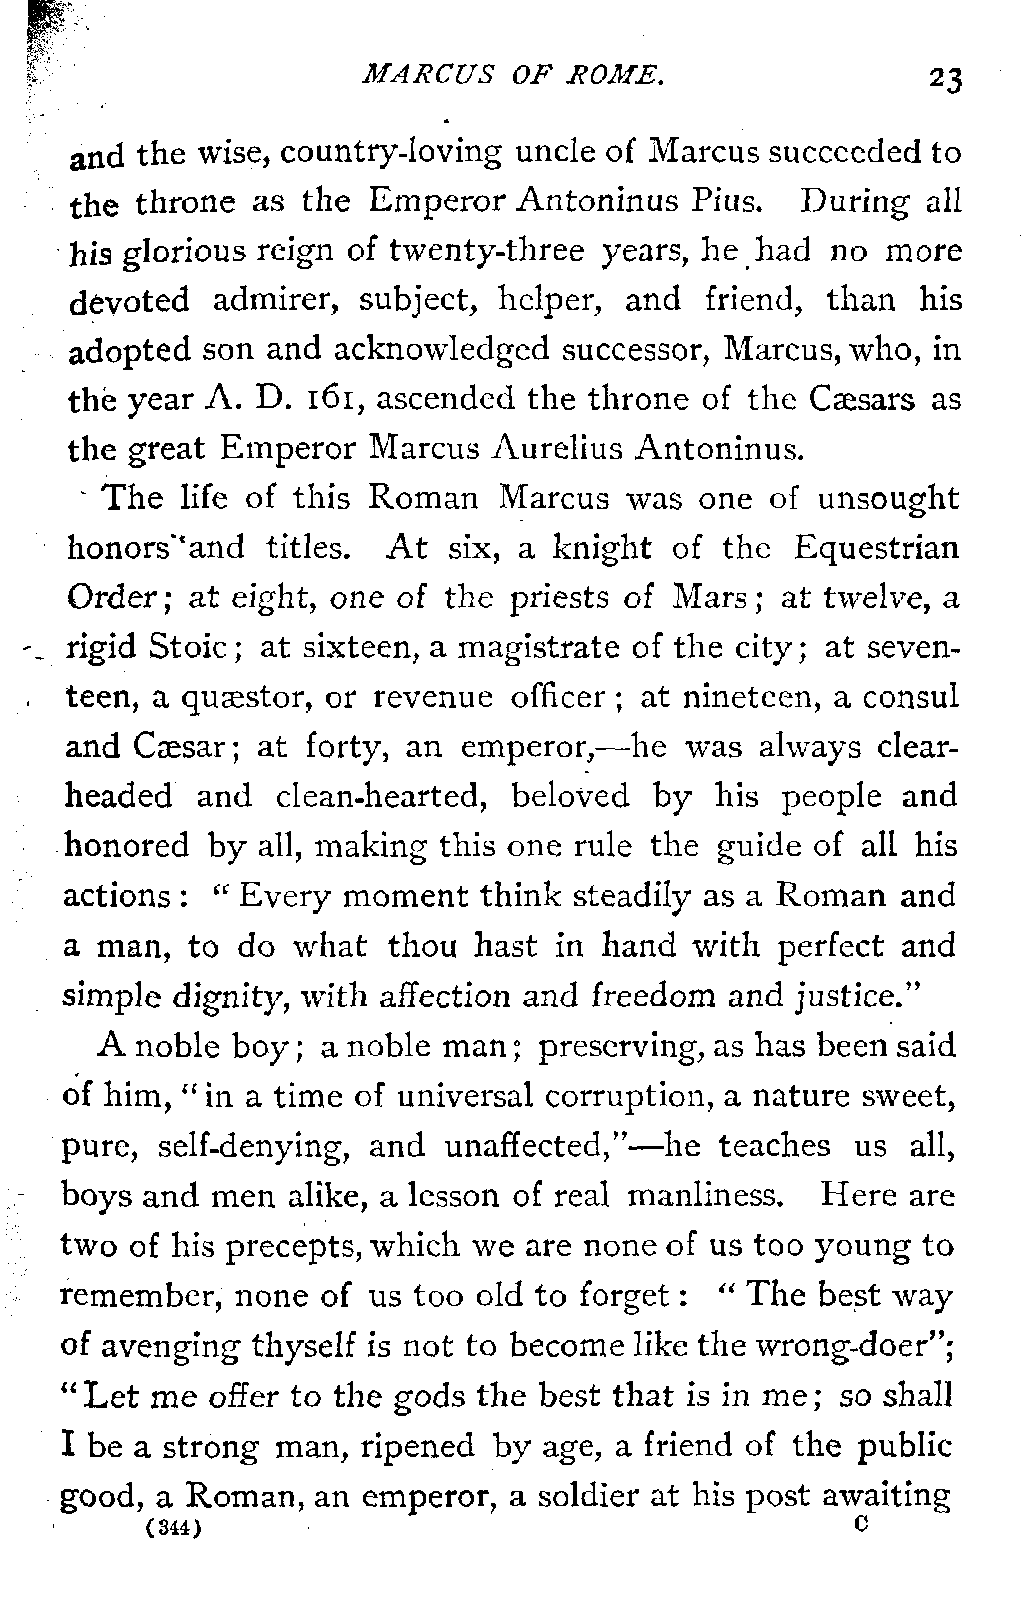 MARCUS OF ROME. 23
and the wise, country-loving uncle of Marcus succeeded to
the throne as the Emperor Antoninus Pius. During all
his glorious reign of twenty-three years, he had no more
devoted admirer, subject, helper, and friend, than his
adopted son and acknowledged successor, Marcus, who, in
the year A. D. 161, ascended the throne of the Cæsars as
the great Emperor Marcus Aurelius Antoninus.
The life of this Roman Marcus was one of unsought
honors and titles. At six, a knight of the Equestrian
Order; at eight, one of the priests of Mars; at twelve, a
rigid Stoic; at sixteen, a magistrate of the city; at seven-
teen, a quæstor, or revenue officer; at nineteen, a consul
and Cæsar; at forty, an emperor,—he was always clear-
headed and clean-hearted, beloved by his people and
honored by all, making this one rule the guide of all his
actions: "Every moment think steadily as a Roman and
a man, to do what thou hast in hand with perfect and
simple dignity, with affection and freedom and justice."
A noble boy; a noble man; preserving, as has been said
of him, "in a time of universal corruption, a nature sweet,
pure, self-denying, and unaffected,"—he teaches us all,
boys and men alike, a lesson of real manliness. Here are
two of his precepts, which we are none of us too young to
remember, none of us too old to forget: "The best way
of avenging thyself is not to become like the wrong-doer";
"Let me offer to the gods the best that is in me; so shall
I be a strong man, ripened by age, a friend of the public
good, a Roman, an emperor, a soldier at his post awaiting
(344) C